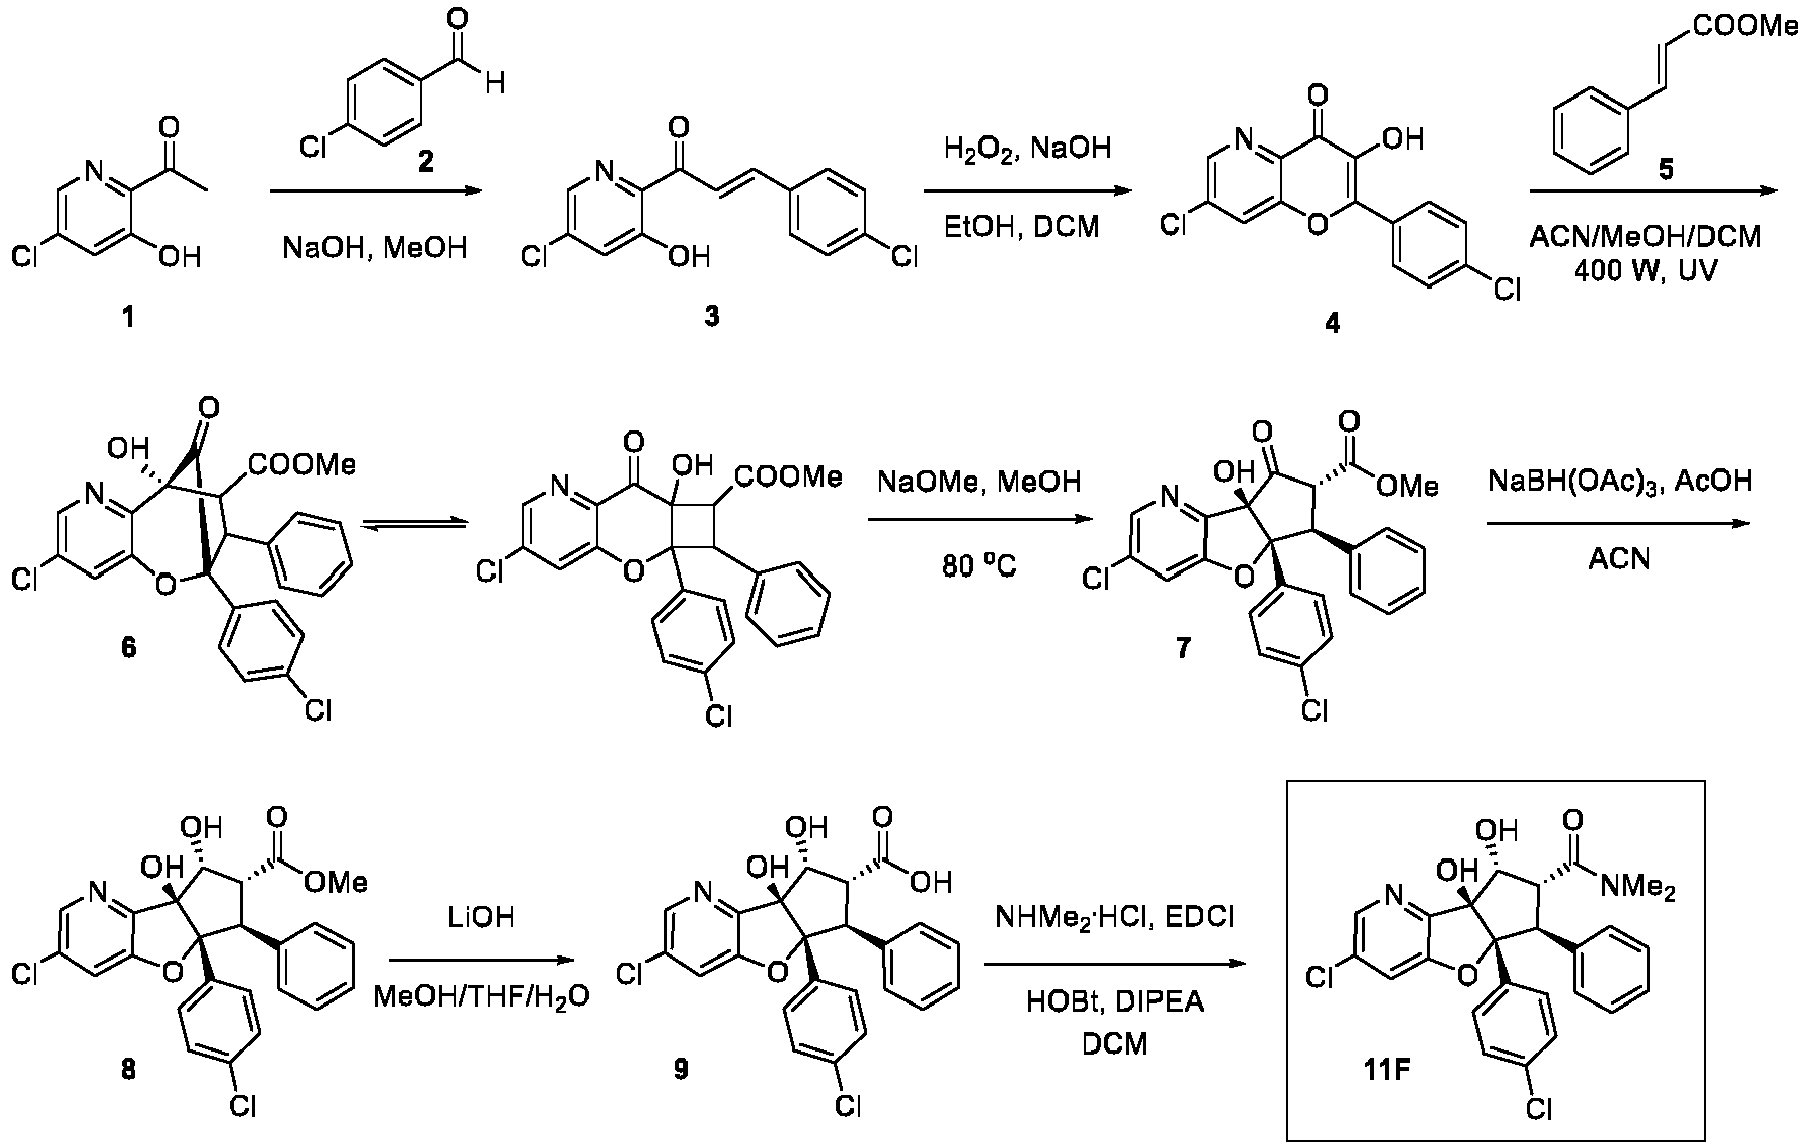 O
H
Cl
2
O
N
Cl
OH
1
NaOH, MeOH
O
N
Cl
OH
Cl
3
H₂O₂, NaOH
EtOH, DCM
O
N
OH
Cl
O
Cl
4
COOMe
5
ACN/MeOH/DCM
400 W, UV
O
OH
COOMe
N
Cl
O
Cl
6
O
OH
COOMe
N
Cl
O
Cl
NaOMe, MeOH
80 ºC
O
O
OH
OMe
N
Cl
O
Cl
7
NaBH(OAc)₃, AcOH
ACN
OH
O
OH
OMe
N
Cl
O
Cl
8
LiOH
MeOH/THF/H₂O
OH
O
OH
OH
N
Cl
O
Cl
9
NHMe₂·HCl, EDCI
HOBt, DIPEA
DCM
OH
O
OH
NMe₂
N
Cl
O
Cl
11F